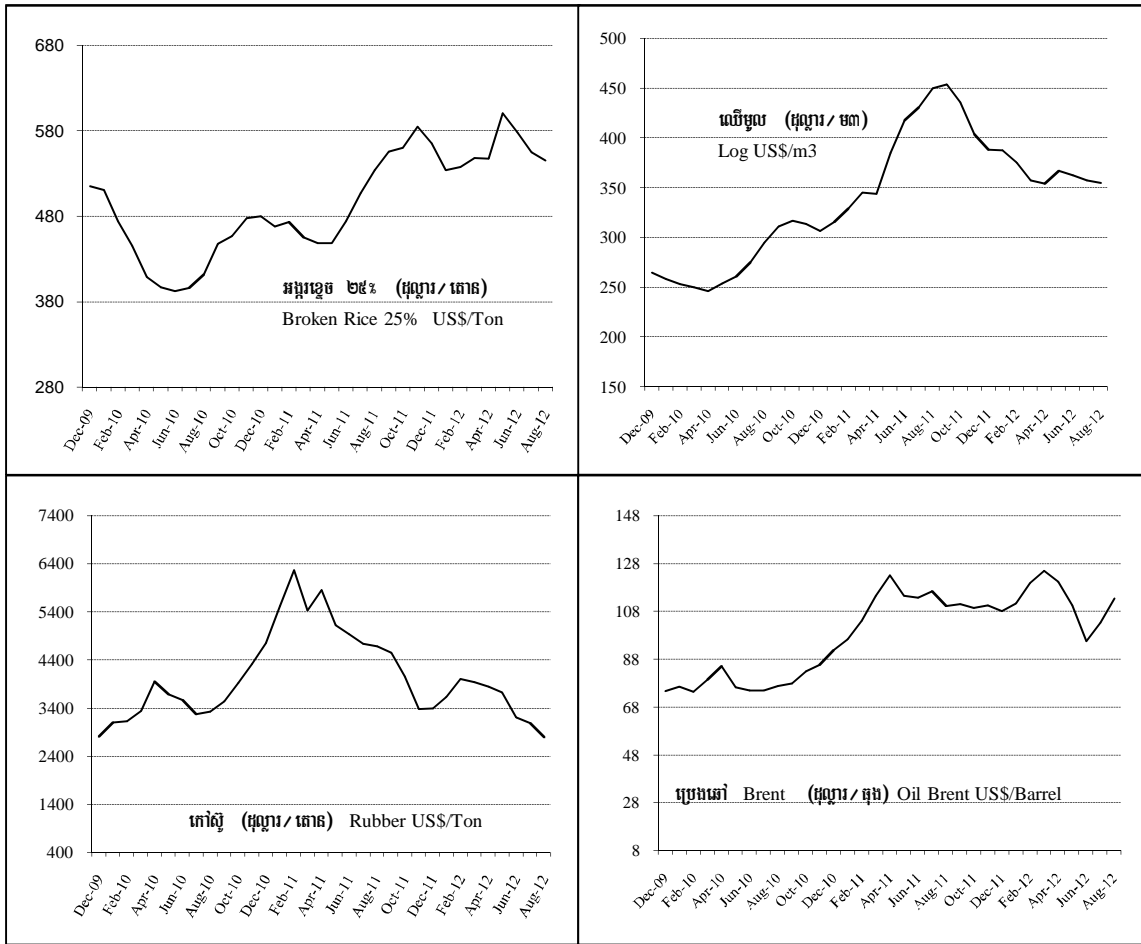 680
580
480
380
280
អង្ករខ្ទេច ២៥% (ដុល្លារ/តោន)
Broken Rice 25% US$/Ton
Dec-09
Feb-10
Apr-10
Jun-10
Aug-10
Oct-10
Dec-10
Feb-11
Apr-11
Jun-11
Aug-11
Oct-11
Dec-11
Feb-12
Apr-12
Jun-12
Aug-12
500
450
400
350
300
250
200
150
ឈើមូល (ដុល្លារ/ម៣)
Log US$/m3
Dec-09
Feb-10
Apr-10
Jun-10
Aug-10
Oct-10
Dec-10
Feb-11
Apr-11
Jun-11
Aug-11
Oct-11
Dec-11
Feb-12
Apr-12
Jun-12
Aug-12
7400
6400
5400
4400
3400
2400
1400
400
កៅស៊ូ (ដុល្លារ/តោន) Rubber US$/Ton
Dec-09
Feb-10
Apr-10
Jun-10
Aug-10
Oct-10
Dec-10
Feb-11
Apr-11
Jun-11
Aug-11
Oct-11
Dec-11
Feb-12
Apr-12
Jun-12
Aug-12
148
128
108
88
68
48
28
8
ប្រេងឆៅ Brent (ដុល្លារ/ធុង) Oil Brent US$/Barrel
Dec-09
Feb-10
Apr-10
Jun-10
Aug-10
Oct-10
Dec-10
Feb-11
Apr-11
Jun-11
Aug-11
Oct-11
Dec-11
Feb-12
Apr-12
Jun-12
Aug-12